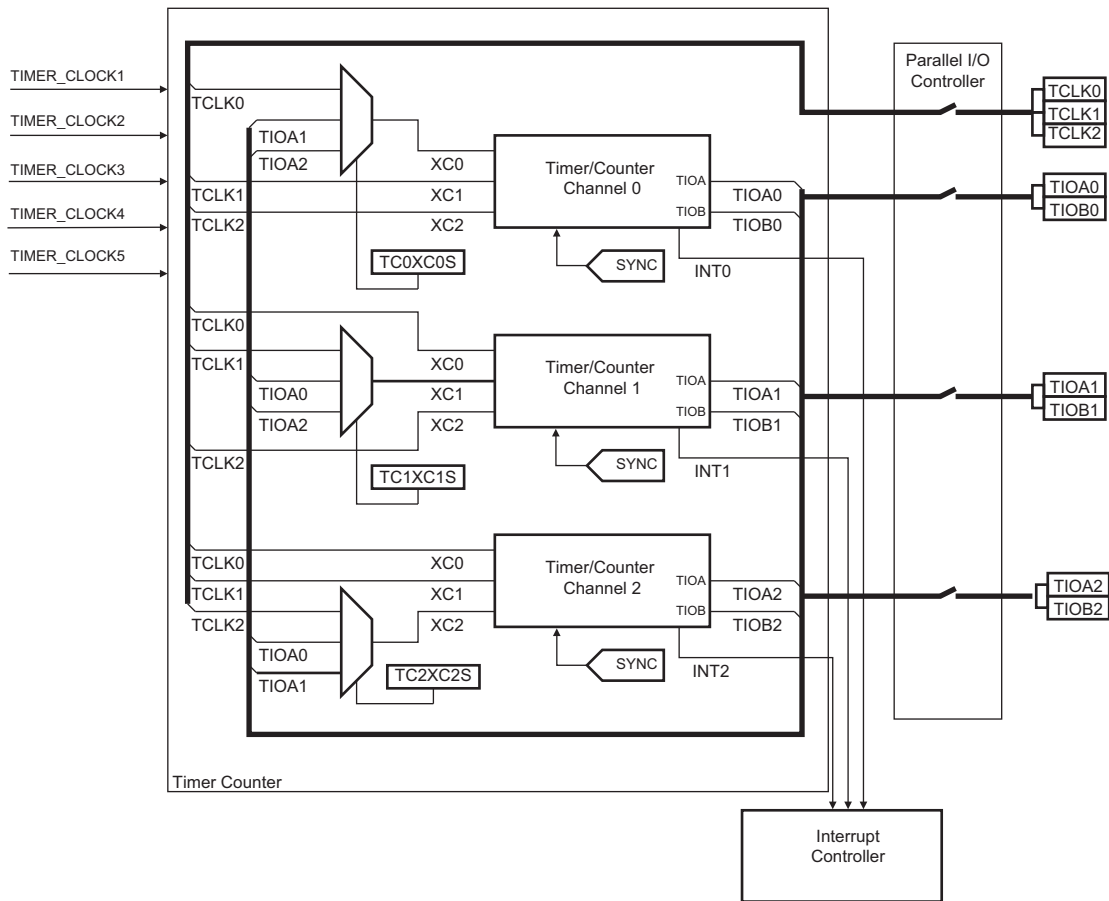 TIMER_CLOCK1
TIMER_CLOCK2
TIMER_CLOCK3
TIMER_CLOCK4
TIMER_CLOCK5
TCLK0
TIOA1
TIOA2
TCLK1
TCLK2
XC0
XC1
XC2
TC0XC0S
Timer/Counter
Channel 0
TIOA
TIOB
TIOA0
TIOB0
SYNC
INT0
TCLK0
TCLK1
TIOA0
TIOA2
TCLK2
XC0
XC1
XC2
TC1XC1S
Timer/Counter
Channel 1
TIOA
TIOB
TIOA1
TIOB1
SYNC
INT1
TCLK0
TCLK1
TCLK2
TIOA0
TIOA1
XC0
XC1
XC2
TC2XC2S
Timer/Counter
Channel 2
TIOA
TIOB
TIOA2
TIOB2
SYNC
INT2
Timer Counter
Parallel I/O
Controller
TCLK0
TCLK1
TCLK2
TIOA0
TIOB0
TIOA1
TIOB1
TIOA2
TIOB2
Interrupt
Controller